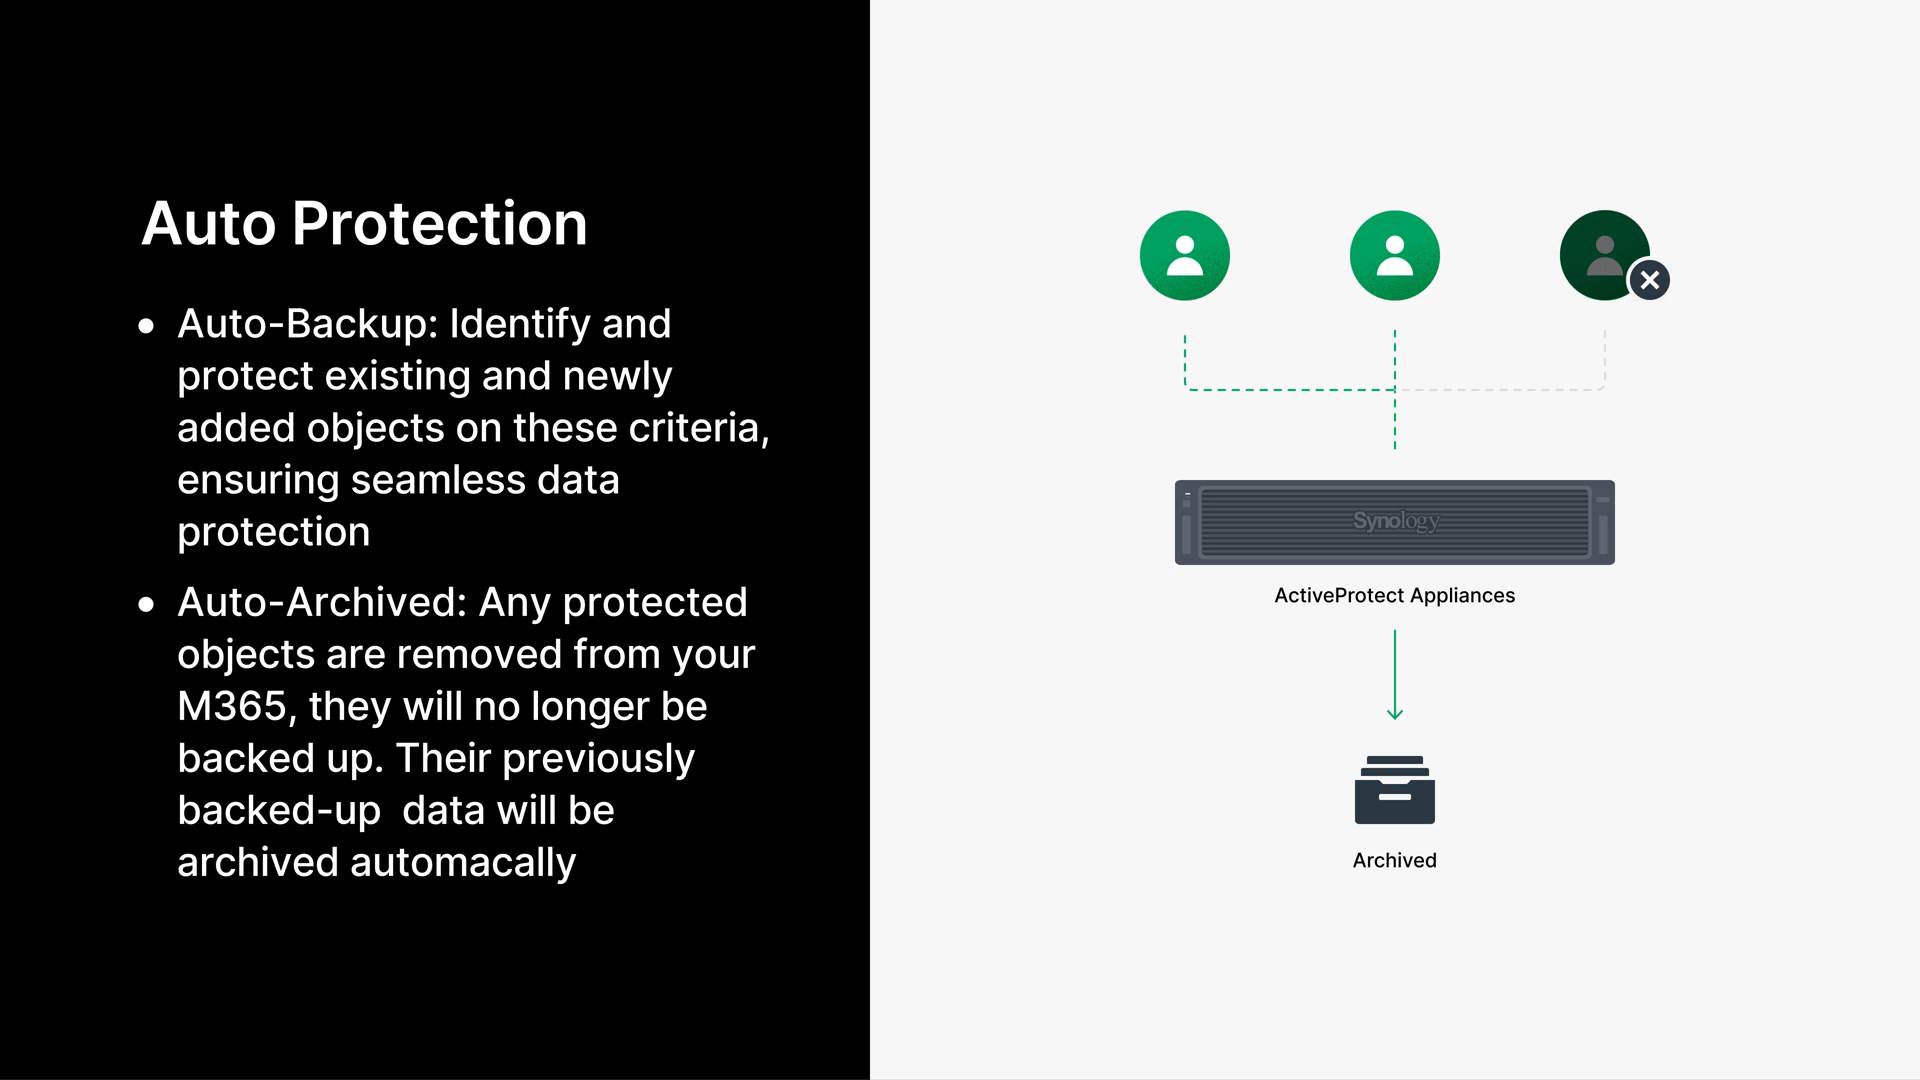 Auto Protection
• Auto-Backup: Identify and
protect existing and newly
added objects on these criteria,
ensuring seamless data
protection
• Auto-Archived: Any protected
objects are removed from your
M365, they will no longer be
backed up. Their previously
backed-up  data will be
archived automacally
Synology
ActiveProtect Appliances
Archived